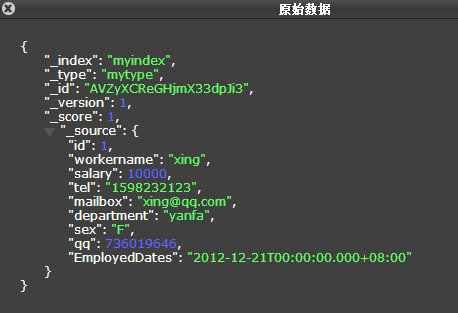 原始数据
{
"_index": "myindex",
"_type": "mytype",
"_id": "AVZyXCReGHjmX33dpJi3",
"_version": 1,
"_score": 1,
"_source": {
"id": 1,
"workername": "xing",
"salary": 10000,
"tel": "1598232123",
"mailbox": "xing@qq.com",
"department": "yanfa",
"sex": "F",
"qq": 736019646,
"EmployedDates": "2012-12-21T00:00:00.000+08:00"
}
}